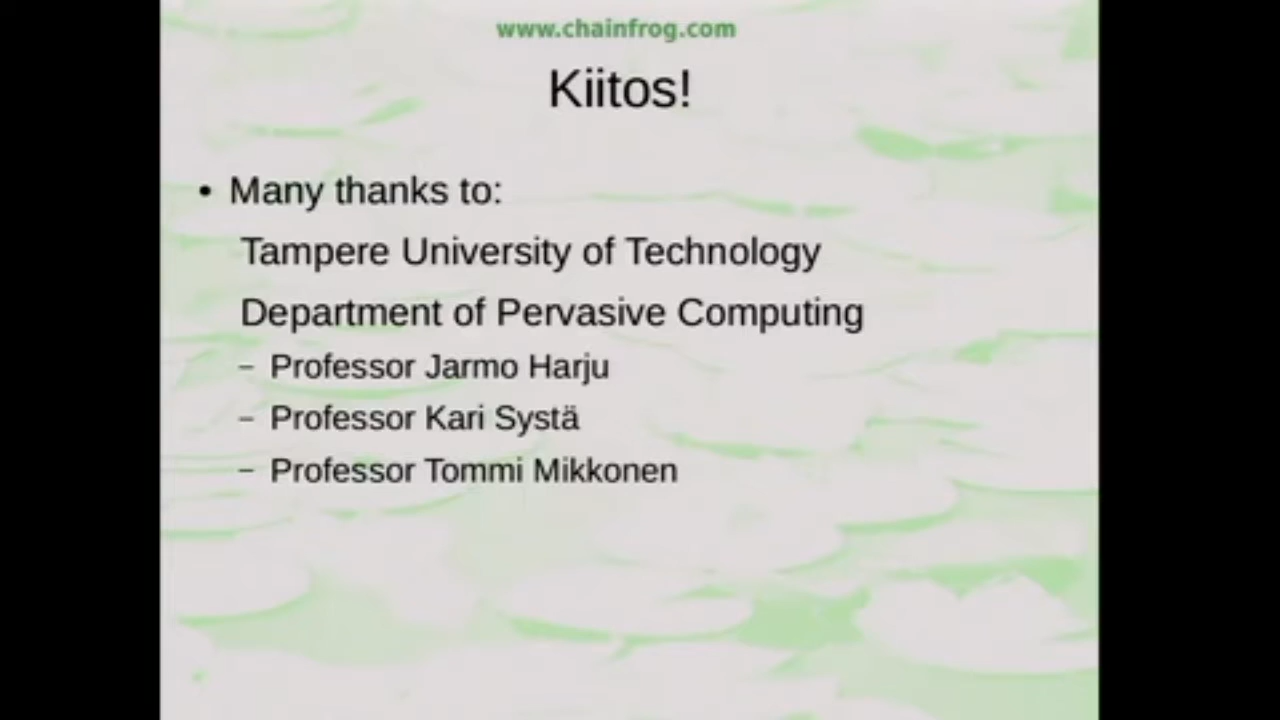 www.chainfrog.com
Kiitos!
• Many thanks to:
Tampere University of Technology
Department of Pervasive Computing
– Professor Jarmo Harju
– Professor Kari Systä
– Professor Tommi Mikkonen